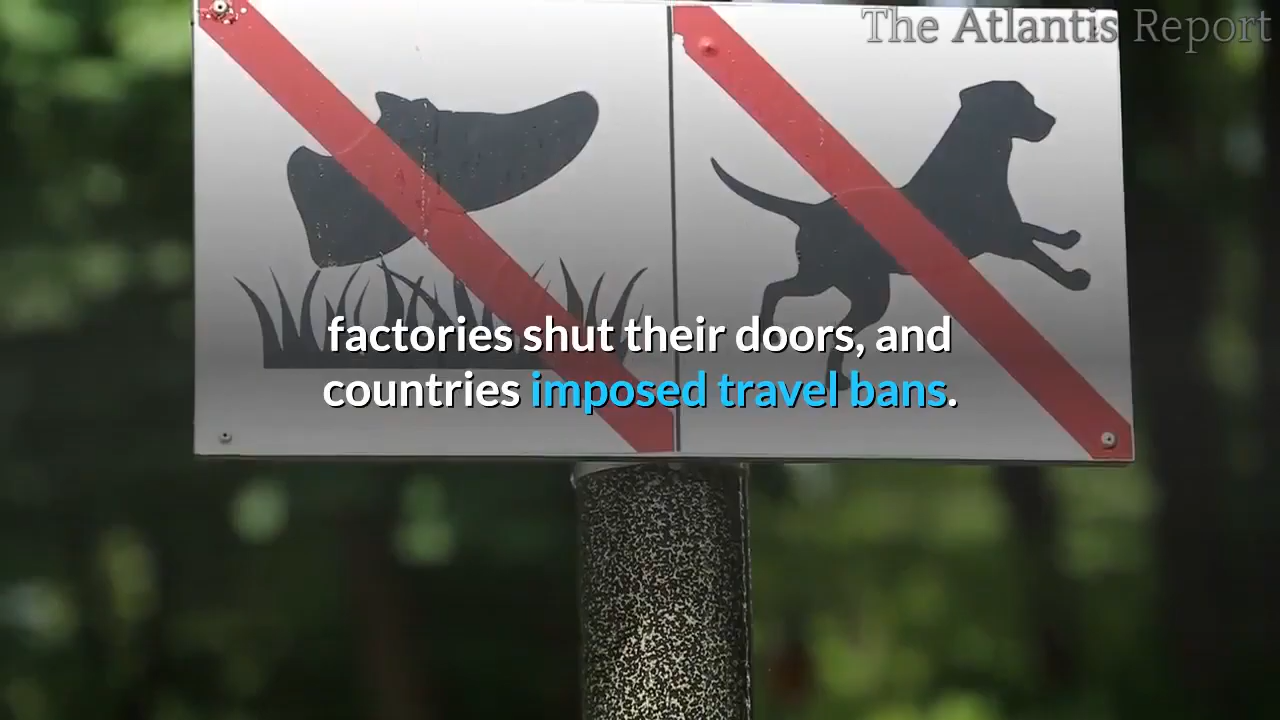 The Atlantis Report
factories shut their doors, and
countries imposed travel bans.